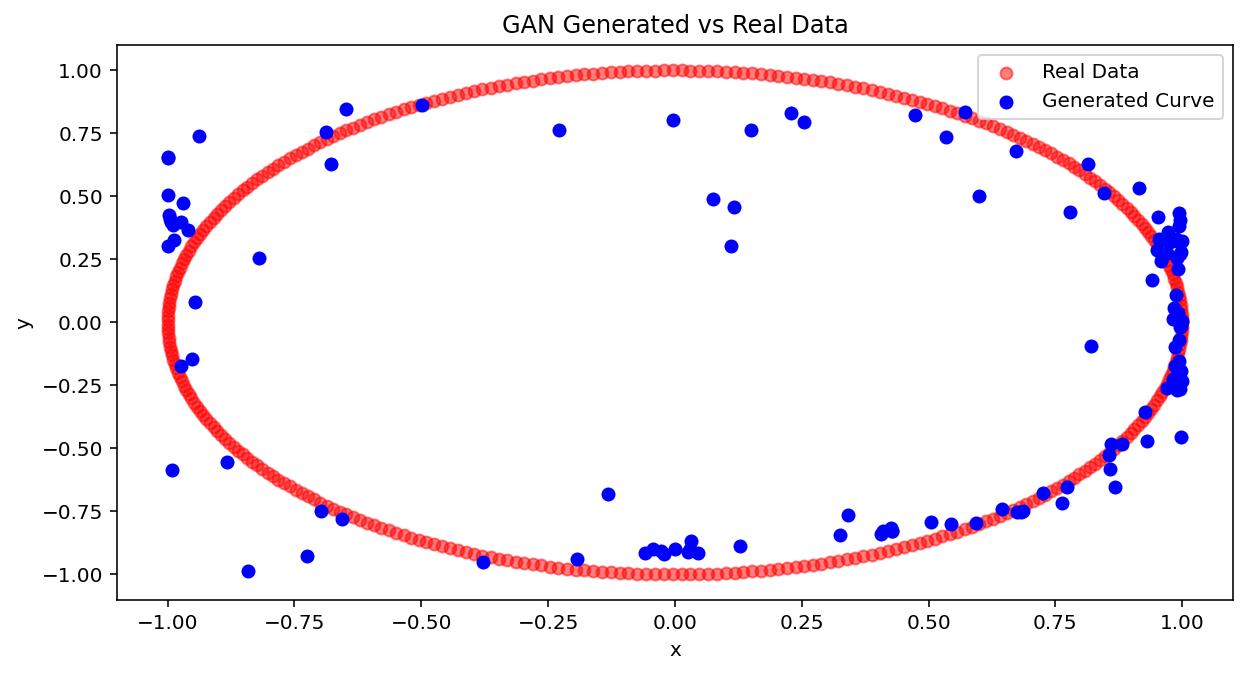 GAN Generated vs Real Data
Real Data
Generated Curve
1.00
0.75
0.50
0.25
0.00
−0.25
−0.50
−0.75
−1.00
y
−1.00 −0.75 −0.50 −0.25 0.00 0.25 0.50 0.75 1.00
x